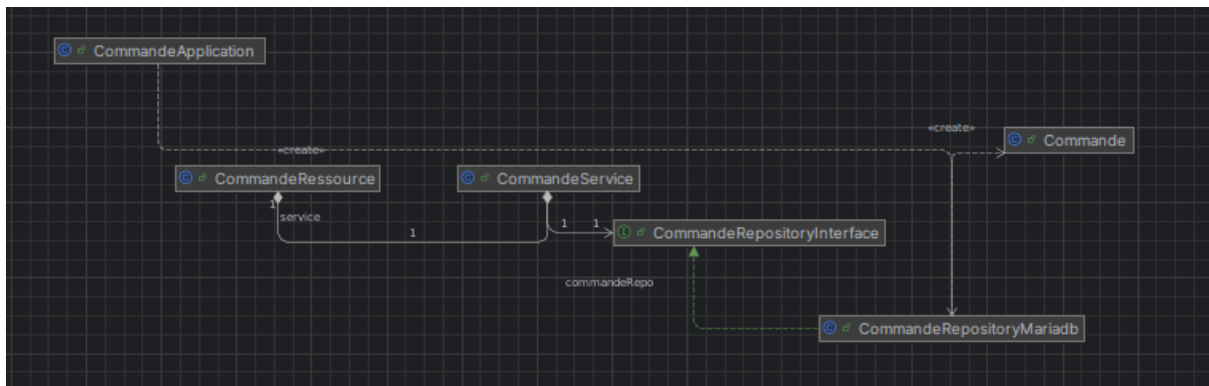 CommandeApplication
«create»
Commande
«create»
CommandeRessource
CommandeService
1
service
1
1
1
CommandeRepositoryInterface
commandeRepo
CommandeRepositoryMariadb